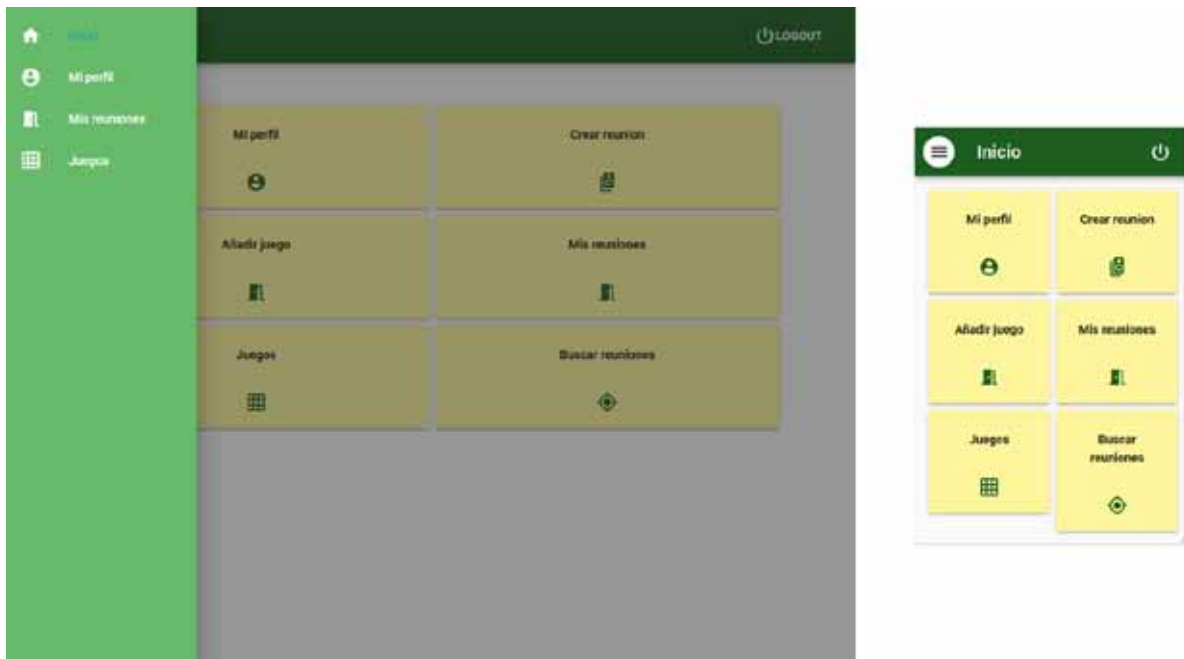 Inicio
LOGOUT
Mi perfil
Mis reuniones
Juegos
Mi perfil
Crear reunion
Añadir juego
Mis reuniones
Juegos
Buscar reuniones
Inicio
Mi perfil
Crear reunion
Añadir juego
Mis reuniones
Juegos
Buscar
reuniones